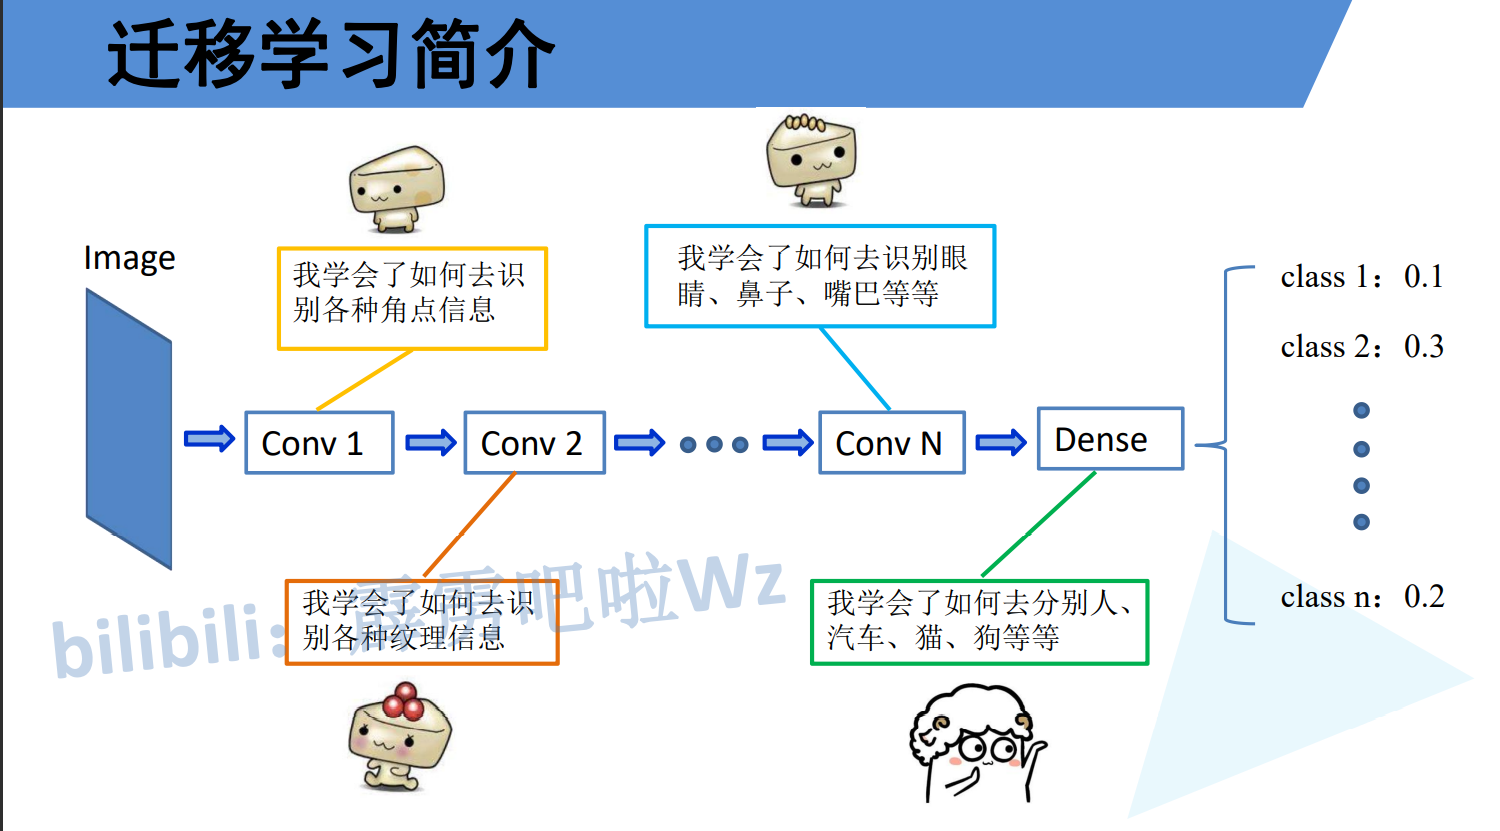 迁移学习简介
Image
我学会了如何去识
别各种角点信息
我学会了如何去识别眼
睛、鼻子、嘴巴等等
class 1：0.1
class 2：0.3
Conv 1
Conv 2
Conv N
Dense
bilibili：霹雳吧啦Wz
我学会了如何去识
别各种纹理信息
我学会了如何去分别人、
汽车、猫、狗等等
class n：0.2